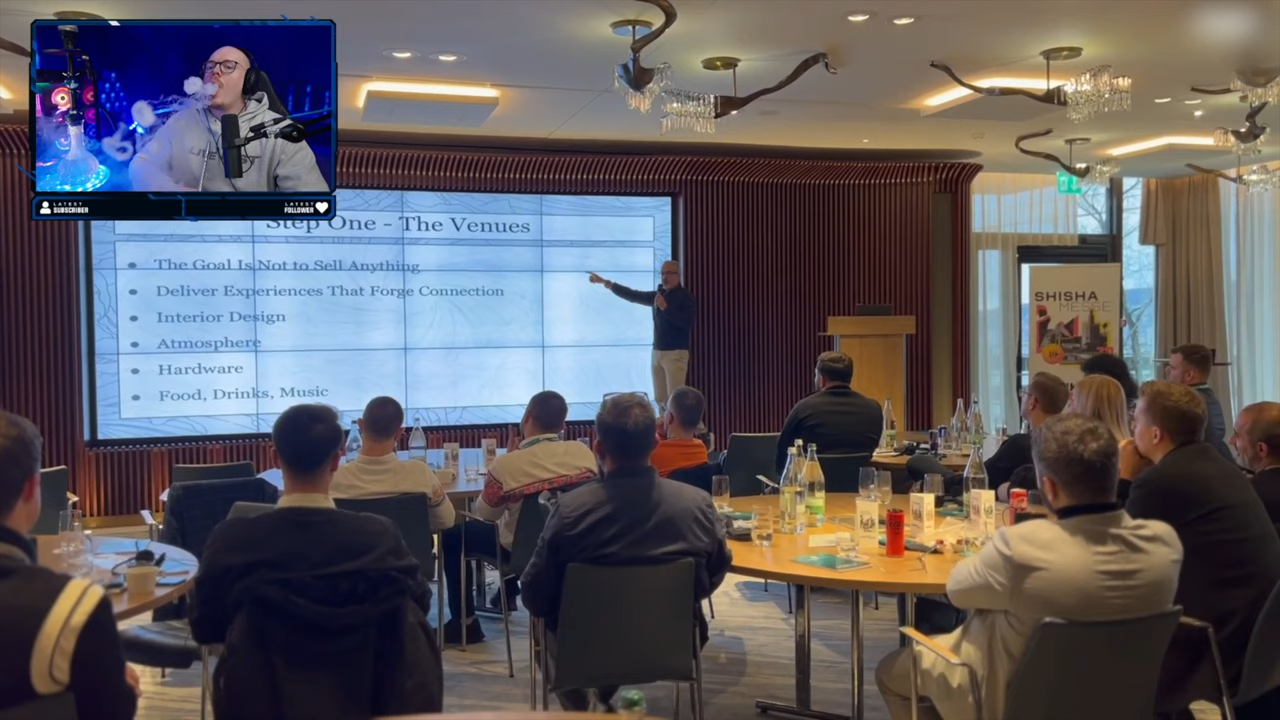 LATEST
SUBSCRIBER
LATEST
FOLLOWER
Step One - The Venues
The Goal Is Not to Sell Anything
Deliver Experiences That Forge Connection
Interior Design
Atmosphere
Hardware
Food, Drinks, Music
SHISHA
MESSE